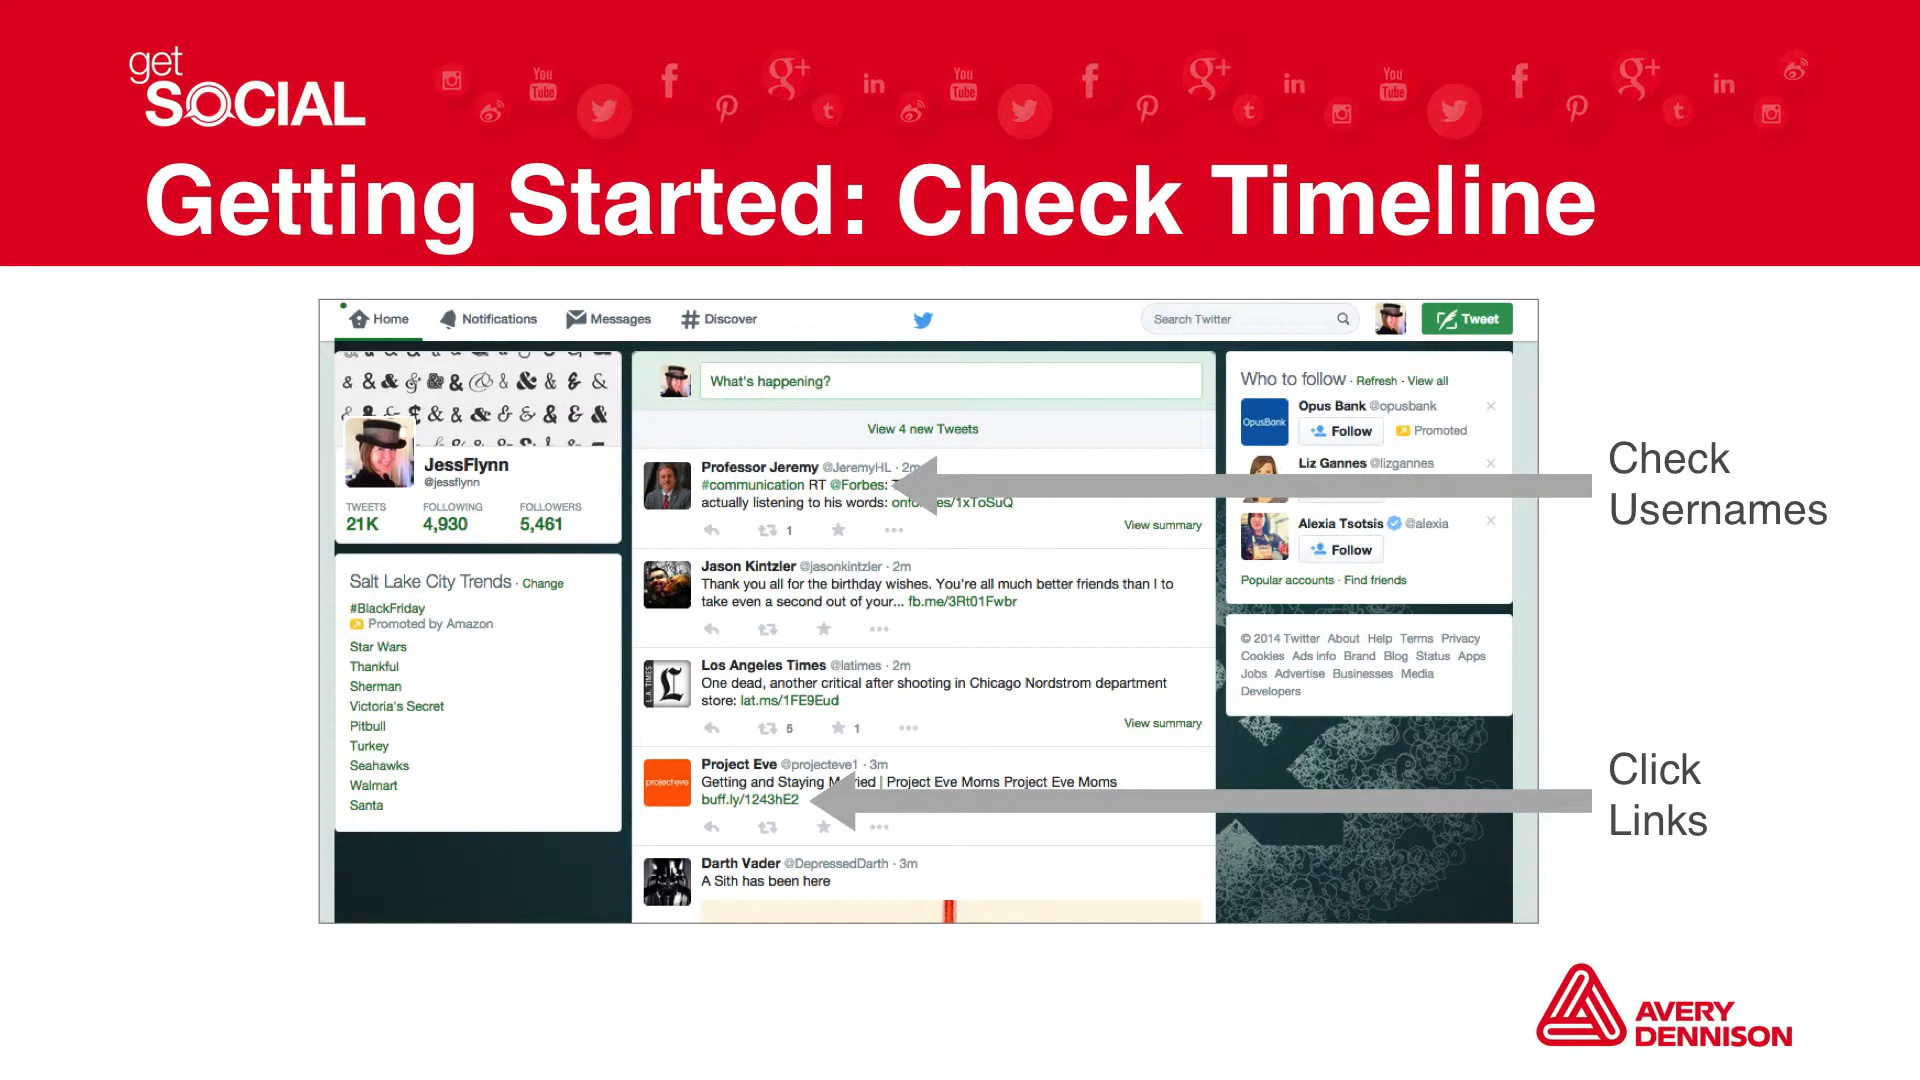 get
SOCIAL
You
Tube
You
Tube
You
Tube
Getting Started: Check Timeline
Home
Notifications
Messages
Discover
Search Twitter
Tweet
What's happening?
View 4 new Tweets
JessFlynn
@jessflynn
TWEETS FOLLOWING FOLLOWERS
21K 4,930 5,461
Salt Lake City Trends · Change
#BlackFriday
Promoted by Amazon
Star Wars
Thankful
Sherman
Victoria's Secret
Pitbull
Turkey
Seahawks
Walmart
Santa
Professor Jeremy @JeremyHL · 2m
#communication RT @Forbes:
actually listening to his words: es/1xToSuQ
1
View summary
Jason Kintzler @jasonkintzler · 2m
Thank you all for the birthday wishes. You're all much better friends than I to
take even a second out of your... fb.me/3Rt01Fwbr
L.A. TIMES
Los Angeles Times @latimes · 2m
One dead, another critical after shooting in Chicago Nordstrom department
store: lat.ms/1FE9Eud
5 1
View summary
projecteve
Project Eve @projecteve1 · 3m
Getting and Staying M rried | Project Eve Moms Project Eve Moms
buff.ly/1243hE2
Darth Vader @DepressedDarth · 3m
A Sith has been here
Who to follow · Refresh · View all
OpusBank
Opus Bank @opusbank
Follow
Promoted
Liz Gannes @lizgannes
Alexia Tsotsis @alexia
Follow
Popular accounts · Find friends
© 2014 Twitter About Help Terms Privacy
Cookies Ads info Brand Blog Status Apps
Jobs Advertise Businesses Media
Developers
Check
Usernames
Click
Links
AVERY
DENNISON